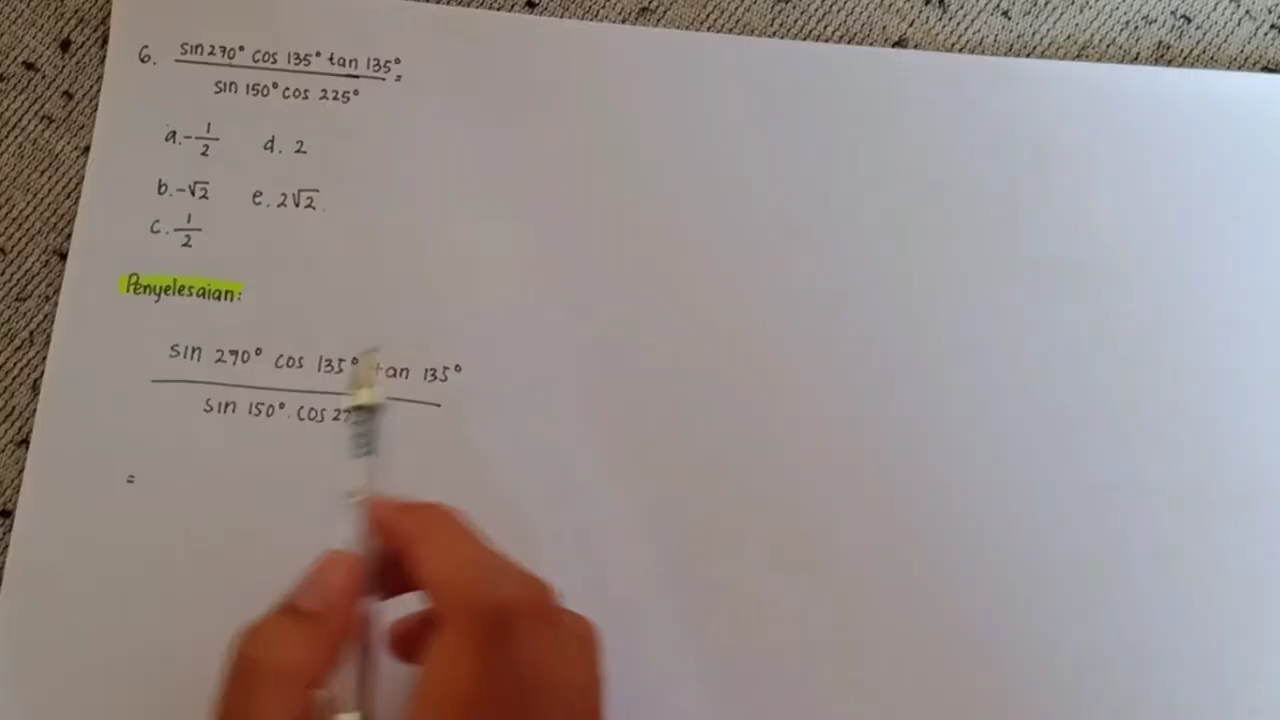 6. sin 270° cos 135° tan 135° =
sin 150° cos 225°
a. -1/2 d. 2
b. -√2 e. 2√2.
c. 1/2
Penyelesaian:
sin 270° cos 135° tan 135°
sin 150°. cos
=